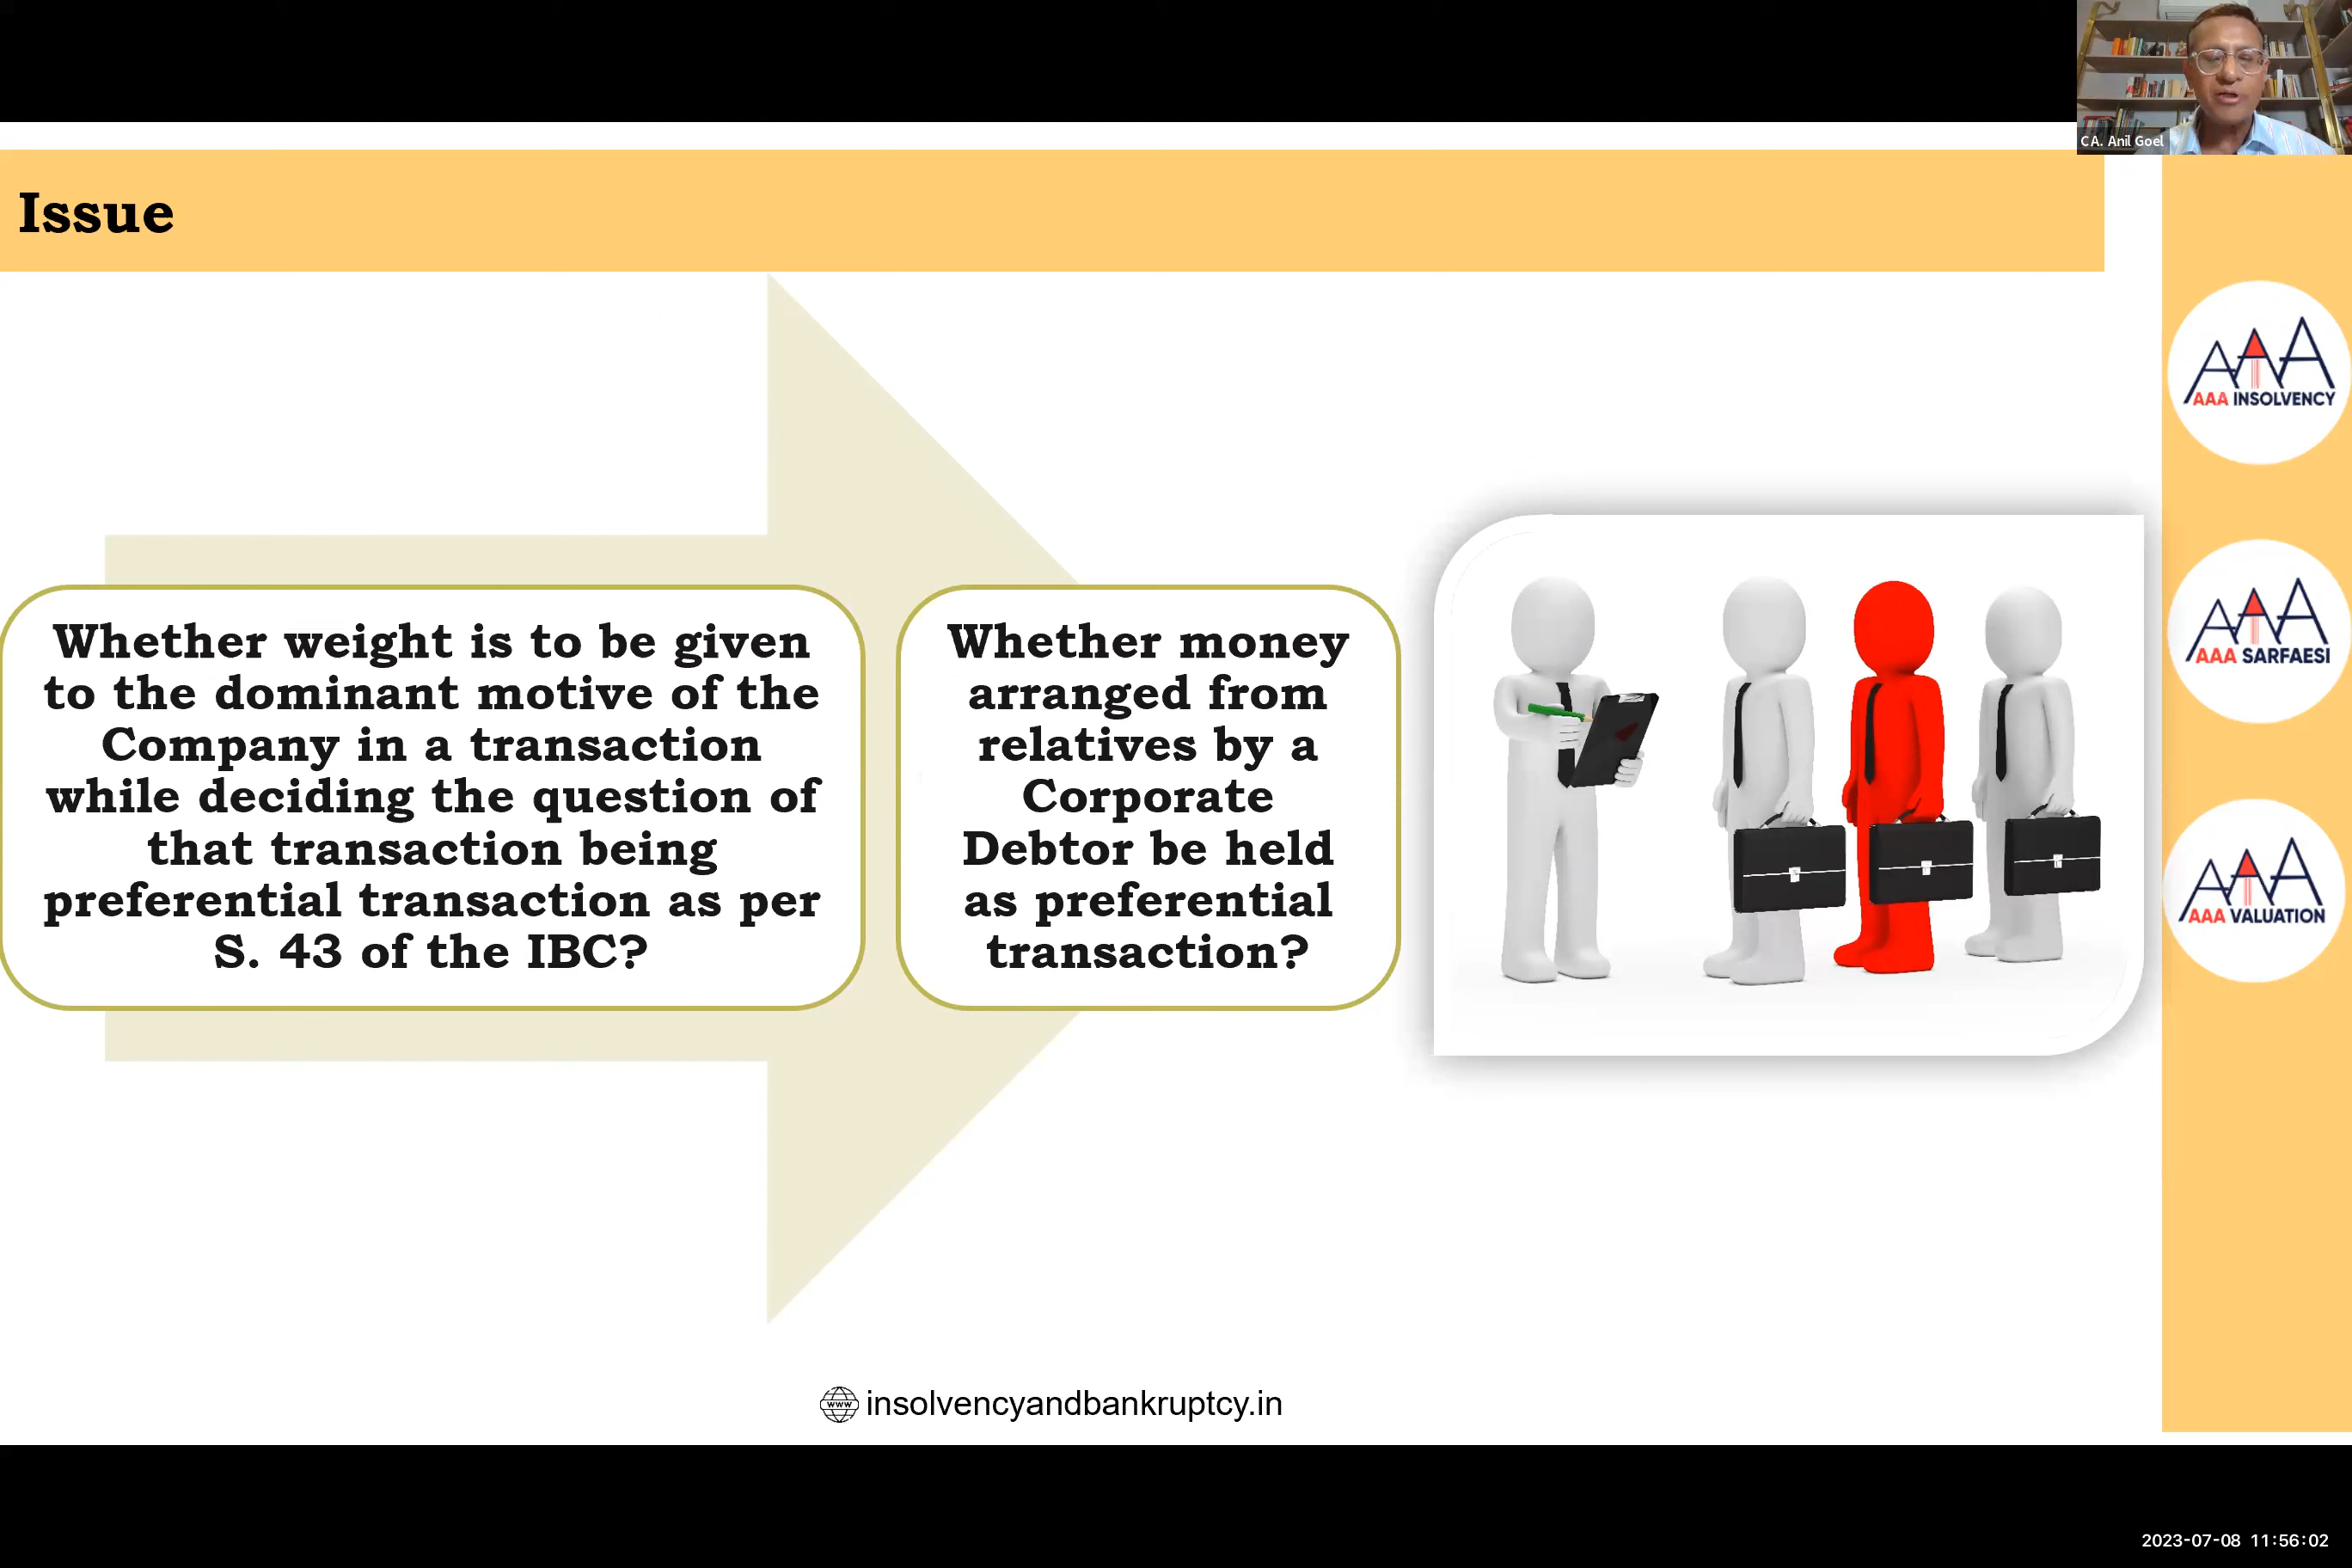 CA. Anil Goel
Issue
Whether weight is to be given
to the dominant motive of the
Company in a transaction
while deciding the question of
that transaction being
preferential transaction as per
S. 43 of the IBC?
Whether money
arranged from
relatives by a
Corporate
Debtor be held
as preferential
transaction?
AAA INSOLVENCY
AAA SARFAESI
AAA VALUATION
www
insolvencyandbankruptcy.in
2023-07-08 11:56:02